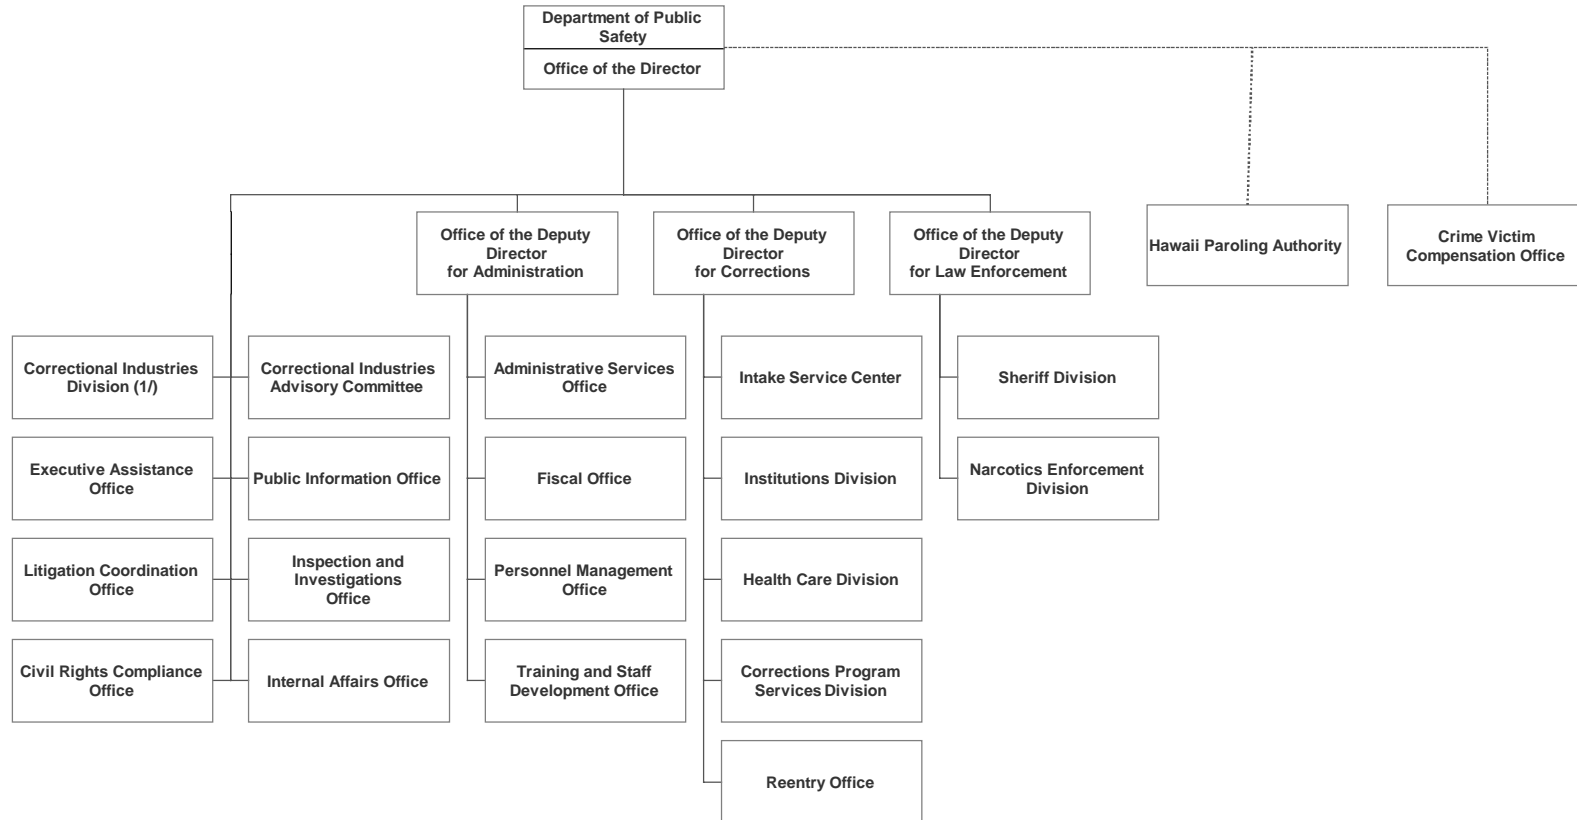 Department of Public
Safety
Office of the Director
Office of the Deputy
Director
for Administration
Office of the Deputy
Director
for Corrections
Office of the Deputy
Director
for Law Enforcement
Hawaii Paroling Authority
Crime Victim
Compensation Office
Correctional Industries
Division (1/)
Correctional Industries
Advisory Committee
Administrative Services
Office
Intake Service Center
Sheriff Division
Executive Assistance
Office
Public Information Office
Fiscal Office
Institutions Division
Narcotics Enforcement
Division
Litigation Coordination
Office
Inspection and
Investigations
Office
Personnel Management
Office
Health Care Division
Civil Rights Compliance
Office
Internal Affairs Office
Training and Staff
Development Office
Corrections Program
Services Division
Reentry Office